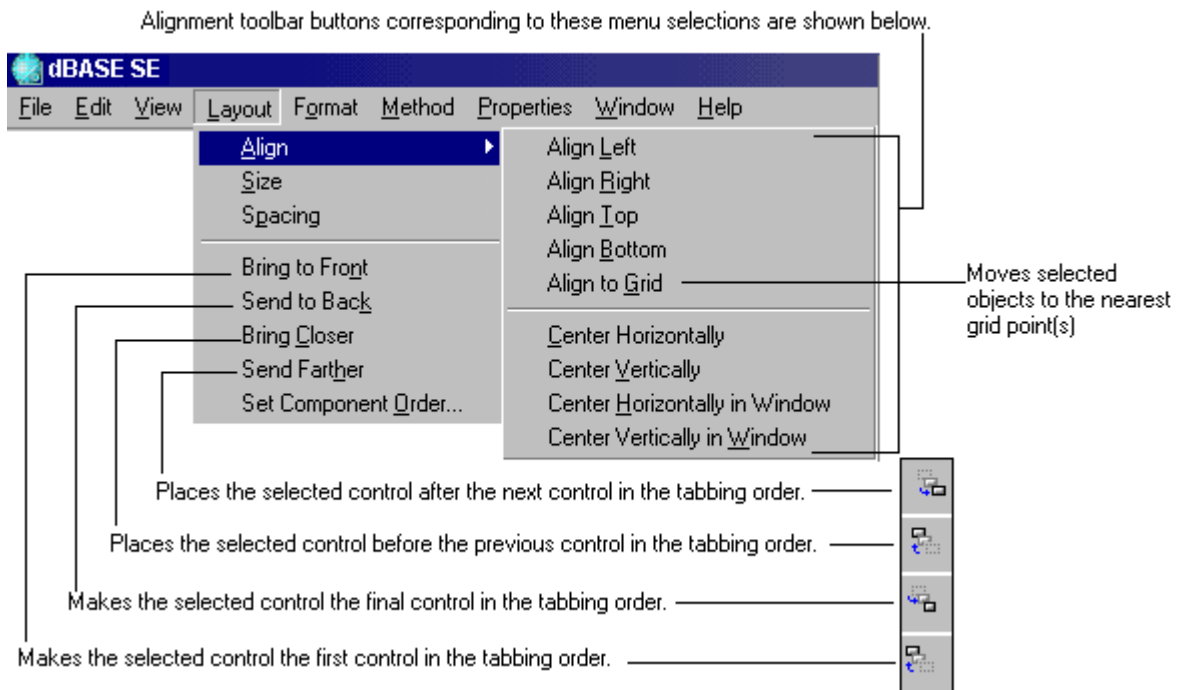 Alignment toolbar buttons corresponding to these menu selections are shown below.
dBASE SE
File Edit View Layout Format Method Properties Window Help
Align
Size
Spacing
Bring to Front
Send to Back
Bring Closer
Send Farther
Set Component Order...
Align Left
Align Right
Align Top
Align Bottom
Align to Grid
Center Horizontally
Center Vertically
Center Horizontally in Window
Center Vertically in Window
Moves selected
objects to the nearest
grid point(s)
Places the selected control after the next control in the tabbing order.
Places the selected control before the previous control in the tabbing order.
Makes the selected control the final control in the tabbing order.
Makes the selected control the first control in the tabbing order.